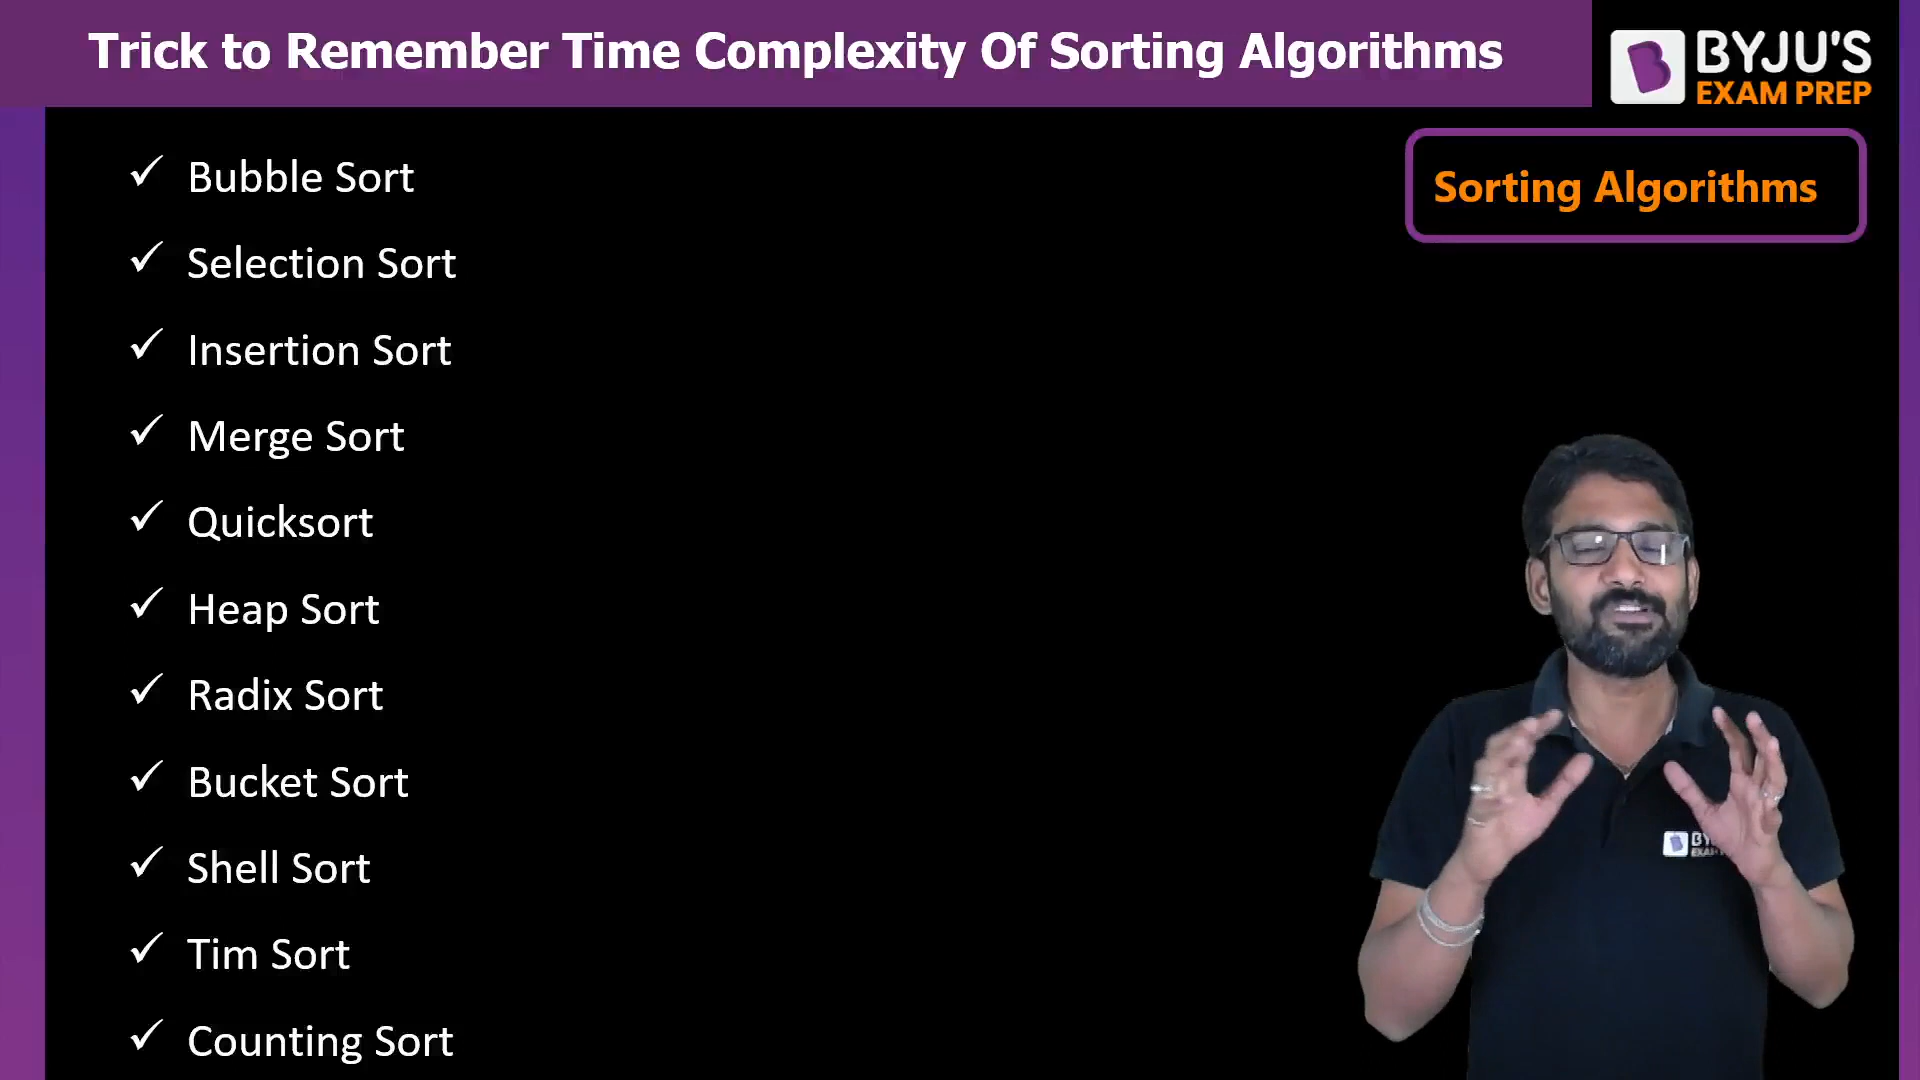 Trick to Remember Time Complexity Of Sorting Algorithms
BYJU'S
EXAM PREP
Sorting Algorithms
✓ Bubble Sort
✓ Selection Sort
✓ Insertion Sort
✓ Merge Sort
✓ Quicksort
✓ Heap Sort
✓ Radix Sort
✓ Bucket Sort
✓ Shell Sort
✓ Tim Sort
✓ Counting Sort